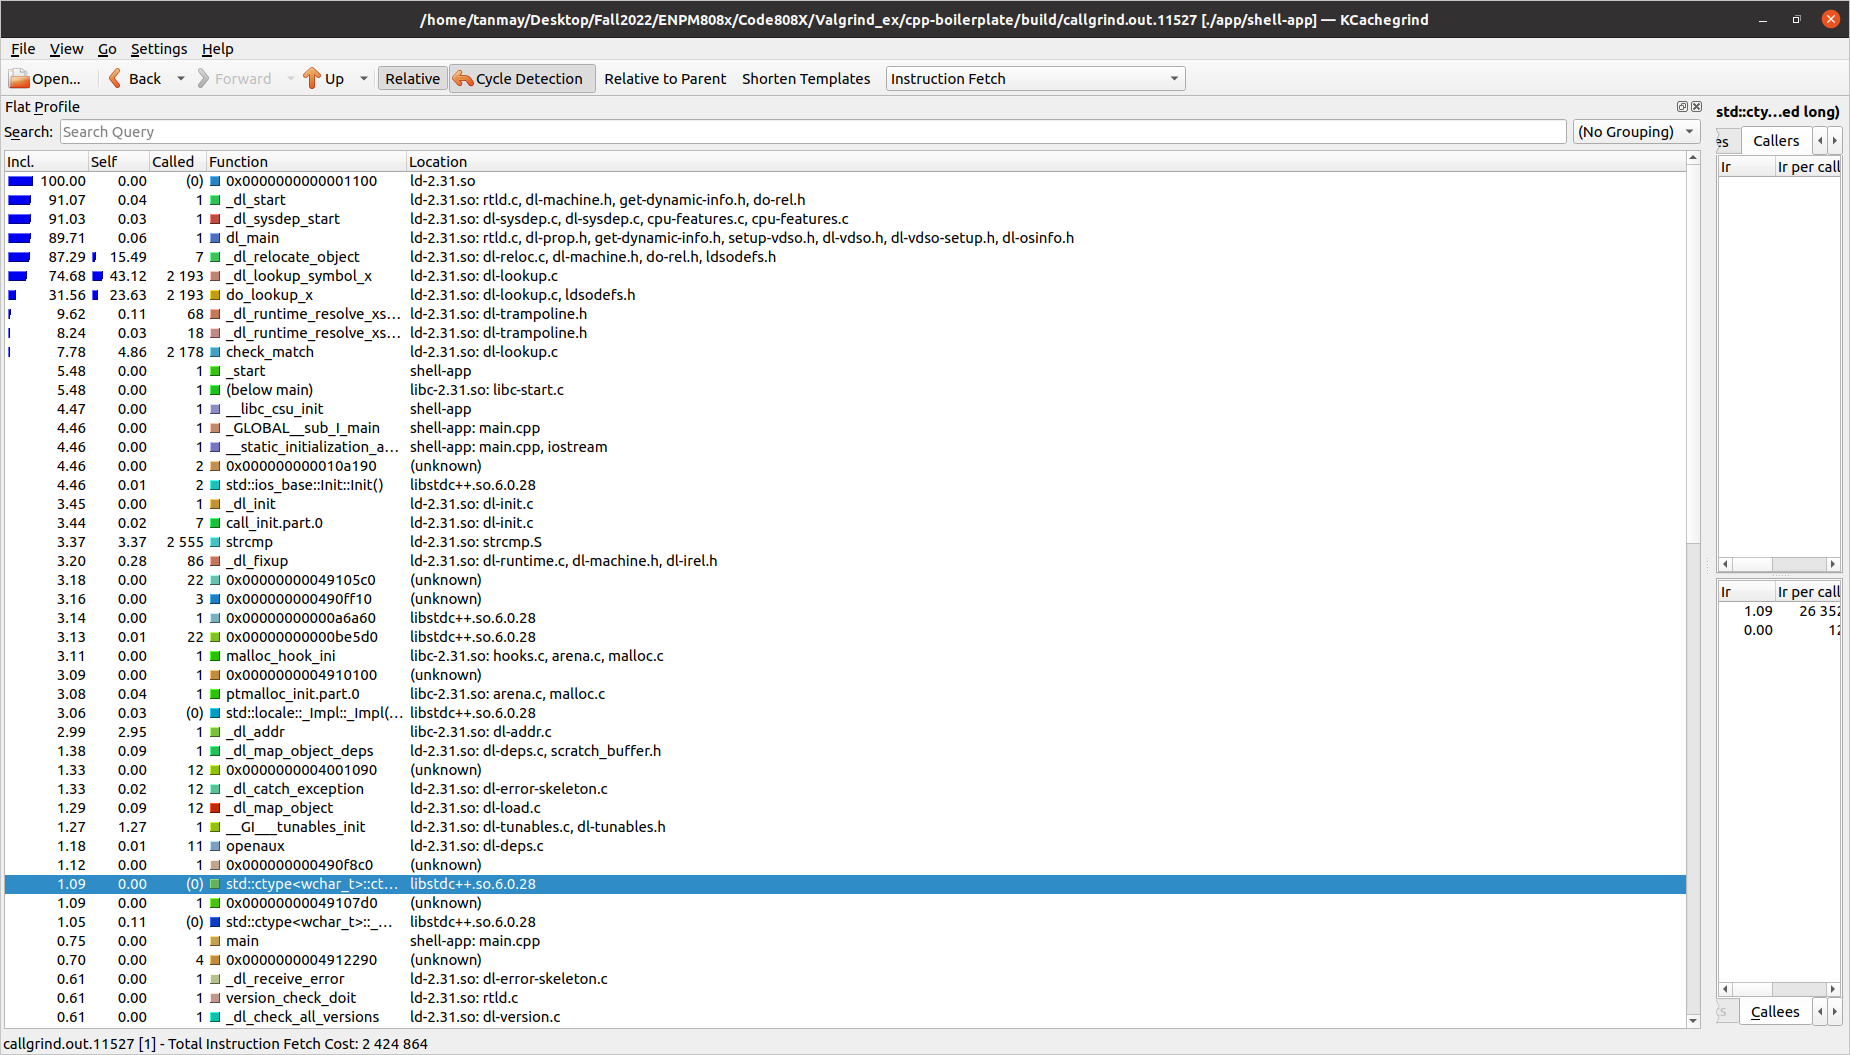 /home/tanmay/Desktop/Fall2022/ENPM808x/Code808X/Valgrind_ex/cpp-boilerplate/build/callgrind.out.11527 [./app/shell-app] — KCachegrind
File View Go Settings Help
Open... Back Forward Up Relative Cycle Detection Relative to Parent Shorten Templates Instruction Fetch
Flat Profile
Search: Search Query (No Grouping)
Incl. Self Called Function Location
100.00 0.00 (0) 0x0000000000001100 ld-2.31.so
91.07 0.04 1 _dl_start ld-2.31.so: rtld.c, dl-machine.h, get-dynamic-info.h, do-rel.h
91.03 0.03 1 _dl_sysdep_start ld-2.31.so: dl-sysdep.c, dl-sysdep.c, cpu-features.c, cpu-features.c
89.71 0.06 1 dl_main ld-2.31.so: rtld.c, dl-prop.h, get-dynamic-info.h, setup-vdso.h, dl-vdso.h, dl-vdso-setup.h, dl-osinfo.h
87.29 15.49 7 _dl_relocate_object ld-2.31.so: dl-reloc.c, dl-machine.h, do-rel.h, ldsodefs.h
74.68 43.12 2 193 _dl_lookup_symbol_x ld-2.31.so: dl-lookup.c
31.56 23.63 2 193 do_lookup_x ld-2.31.so: dl-lookup.c, ldsodefs.h
9.62 0.11 68 _dl_runtime_resolve_xs... ld-2.31.so: dl-trampoline.h
8.24 0.03 18 _dl_runtime_resolve_xs... ld-2.31.so: dl-trampoline.h
7.78 4.86 2 178 check_match ld-2.31.so: dl-lookup.c
5.48 0.00 1 _start shell-app
5.48 0.00 1 (below main) libc-2.31.so: libc-start.c
4.47 0.00 1 __libc_csu_init shell-app
4.46 0.00 1 _GLOBAL__sub_I_main shell-app: main.cpp
4.46 0.00 1 __static_initialization_a... shell-app: main.cpp, iostream
4.46 0.00 2 0x000000000010a190 (unknown)
4.46 0.01 2 std::ios_base::Init::Init() libstdc++.so.6.0.28
3.45 0.00 1 _dl_init ld-2.31.so: dl-init.c
3.44 0.02 7 call_init.part.0 ld-2.31.so: dl-init.c
3.37 3.37 2 555 strcmp ld-2.31.so: strcmp.S
3.20 0.28 86 _dl_fixup ld-2.31.so: dl-runtime.c, dl-machine.h, dl-irel.h
3.18 0.00 22 0x00000000049105c0 (unknown)
3.16 0.00 3 0x000000000490ff10 (unknown)
3.14 0.00 1 0x00000000000a6a60 libstdc++.so.6.0.28
3.13 0.01 22 0x00000000000be5d0 libstdc++.so.6.0.28
3.11 0.00 1 malloc_hook_ini libc-2.31.so: hooks.c, arena.c, malloc.c
3.09 0.00 1 0x0000000004910100 (unknown)
3.08 0.04 1 ptmalloc_init.part.0 libc-2.31.so: arena.c, malloc.c
3.06 0.03 (0) std::locale::_Impl::_Impl(... libstdc++.so.6.0.28
2.99 2.95 1 _dl_addr libc-2.31.so: dl-addr.c
1.38 0.09 1 _dl_map_object_deps ld-2.31.so: dl-deps.c, scratch_buffer.h
1.33 0.00 12 0x0000000004001090 (unknown)
1.33 0.02 12 _dl_catch_exception ld-2.31.so: dl-error-skeleton.c
1.29 0.09 12 _dl_map_object ld-2.31.so: dl-load.c
1.27 1.27 1 __GI___tunables_init ld-2.31.so: dl-tunables.c, dl-tunables.h
1.18 0.01 11 openaux ld-2.31.so: dl-deps.c
1.12 0.00 1 0x000000000490f8c0 (unknown)
1.09 0.00 (0) std::ctype<wchar_t>::ct... libstdc++.so.6.0.28
1.09 0.00 1 0x00000000049107d0 (unknown)
1.05 0.11 (0) std::ctype<wchar_t>::_... libstdc++.so.6.0.28
0.75 0.00 1 main shell-app: main.cpp
0.70 0.00 4 0x0000000004912290 (unknown)
0.61 0.00 1 _dl_receive_error ld-2.31.so: dl-error-skeleton.c
0.61 0.00 1 version_check_doit ld-2.31.so: rtld.c
0.61 0.00 1 _dl_check_all_versions ld-2.31.so: dl-version.c
std::cty...ed long)
es Callers
Ir Ir per call
Ir Ir per call
1.09 26 352
0.00 12
s Callees
callgrind.out.11527 [1] - Total Instruction Fetch Cost: 2 424 864